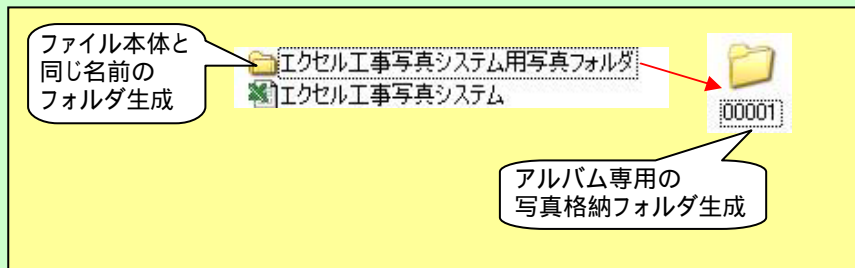 ファイル本体と
同じ名前の
フォルダ生成
エクセル工事写真システム用写真フォルダ
エクセル工事写真システム
00001
アルバム専用の
写真格納フォルダ生成